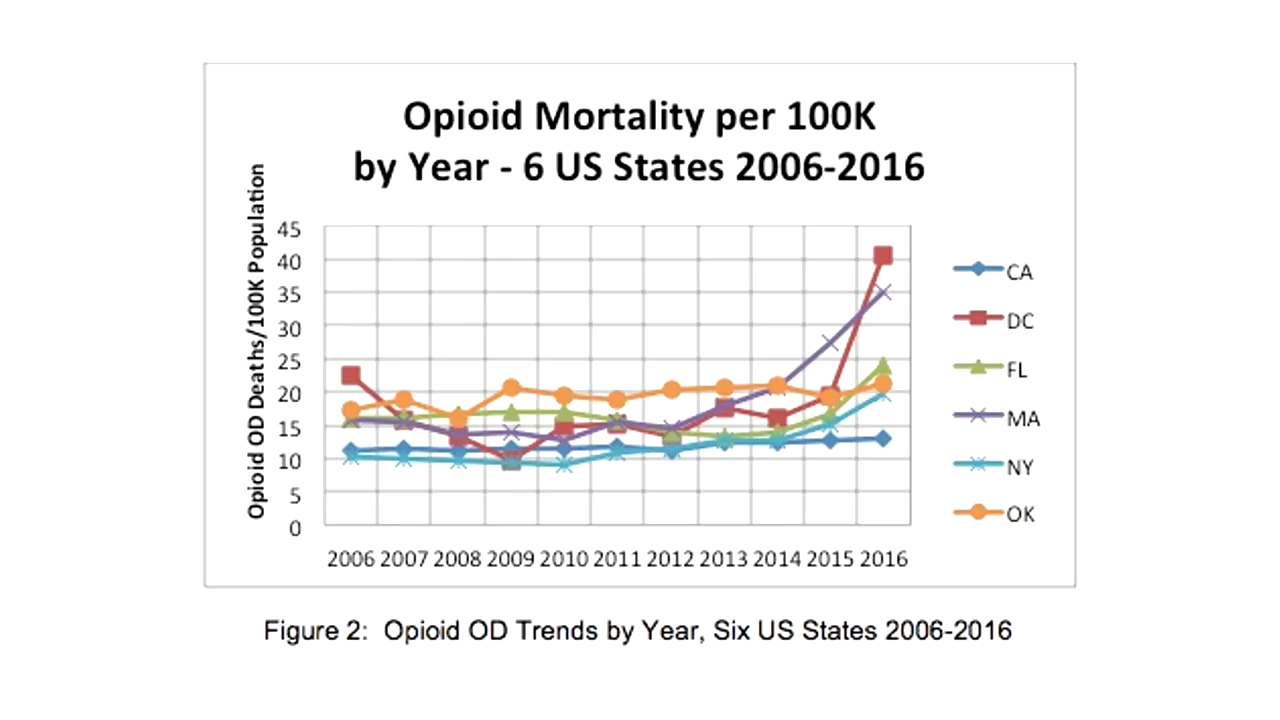 Opioid Mortality per 100K
by Year - 6 US States 2006-2016
Opioid OD Deaths/100K Population
45
40
35
30
25
20
15
10
5
0
2006 2007 2008 2009 2010 2011 2012 2013 2014 2015 2016
CA
DC
FL
MA
NY
OK
Figure 2: Opioid OD Trends by Year, Six US States 2006-2016